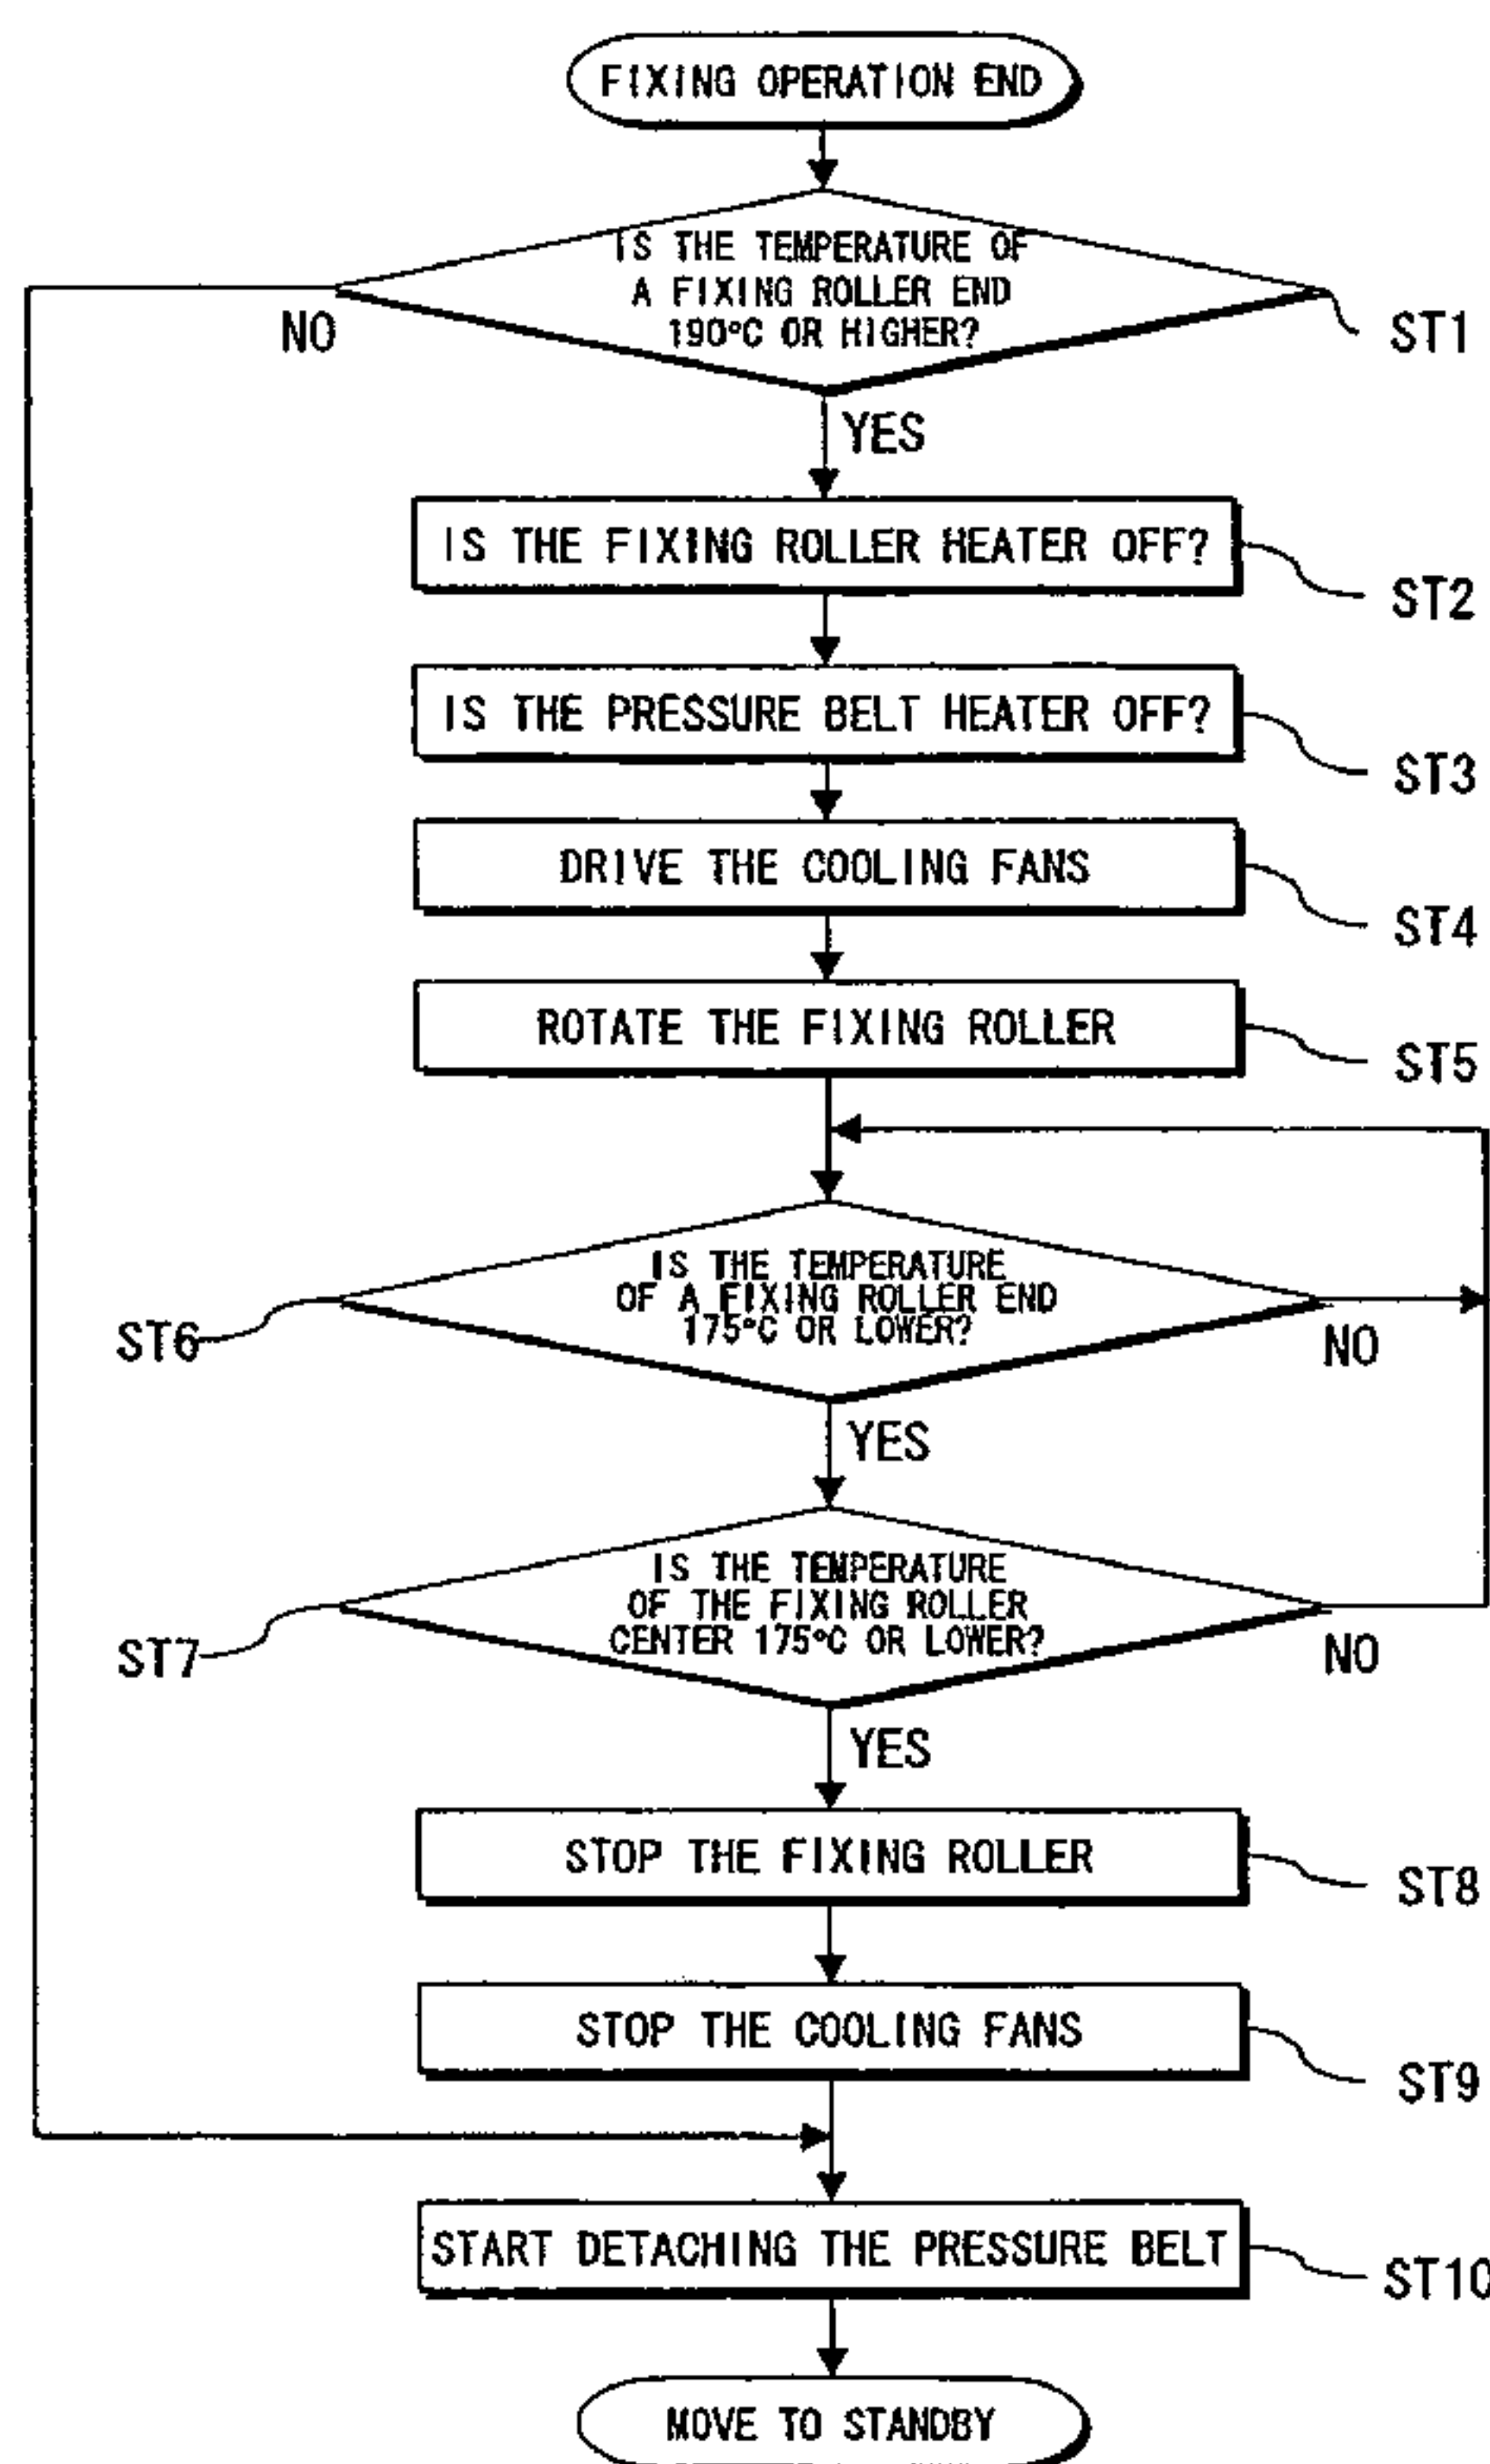 FIXING OPERATION END
IS THE TEMPERATURE OF
A FIXING ROLLER END
190°C OR HIGHER?
NO
ST1
YES
IS THE FIXING ROLLER HEATER OFF?
ST2
IS THE PRESSURE BELT HEATER OFF?
ST3
DRIVE THE COOLING FANS
ST4
ROTATE THE FIXING ROLLER
ST5
IS THE TEMPERATURE
OF A FIXING ROLLER END
175°C OR LOWER?
ST6
NO
YES
IS THE TEMPERATURE
OF THE FIXING ROLLER
CENTER 175°C OR LOWER?
ST7
NO
YES
STOP THE FIXING ROLLER
ST8
STOP THE COOLING FANS
ST9
START DETACHING THE PRESSURE BELT
ST10
MOVE TO STANDBY